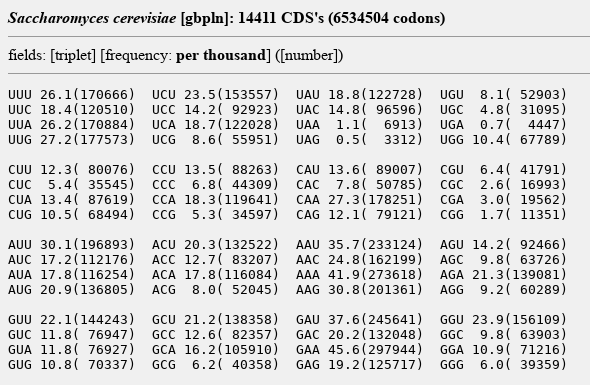 Saccharomyces cerevisiae [gbpln]: 14411 CDS's (6534504 codons)
fields: [triplet] [frequency: per thousand] ([number])
UUU 26.1(170666)  UCU 23.5(153557)  UAU 18.8(122728)  UGU  8.1( 52903)
UUC 18.4(120510)  UCC 14.2( 92923)  UAC 14.8( 96596)  UGC  4.8( 31095)
UUA 26.2(170884)  UCA 18.7(122028)  UAA  1.1(  6913)  UGA  0.7(  4447)
UUG 27.2(177573)  UCG  8.6( 55951)  UAG  0.5(  3312)  UGG 10.4( 67789)
CUU 12.3( 80076)  CCU 13.5( 88263)  CAU 13.6( 89007)  CGU  6.4( 41791)
CUC  5.4( 35545)  CCC  6.8( 44309)  CAC  7.8( 50785)  CGC  2.6( 16993)
CUA 13.4( 87619)  CCA 18.3(119641)  CAA 27.3(178251)  CGA  3.0( 19562)
CUG 10.5( 68494)  CCG  5.3( 34597)  CAG 12.1( 79121)  CGG  1.7( 11351)
AUU 30.1(196893)  ACU 20.3(132522)  AAU 35.7(233124)  AGU 14.2( 92466)
AUC 17.2(112176)  ACC 12.7( 83207)  AAC 24.8(162199)  AGC  9.8( 63726)
AUA 17.8(116254)  ACA 17.8(116084)  AAA 41.9(273618)  AGA 21.3(139081)
AUG 20.9(136805)  ACG  8.0( 52045)  AAG 30.8(201361)  AGG  9.2( 60289)
GUU 22.1(144243)  GCU 21.2(138358)  GAU 37.6(245641)  GGU 23.9(156109)
GUC 11.8( 76947)  GCC 12.6( 82357)  GAC 20.2(132048)  GGC  9.8( 63903)
GUA 11.8( 76927)  GCA 16.2(105910)  GAA 45.6(297944)  GGA 10.9( 71216)
GUG 10.8( 70337)  GCG  6.2( 40358)  GAG 19.2(125717)  GGG  6.0( 39359)